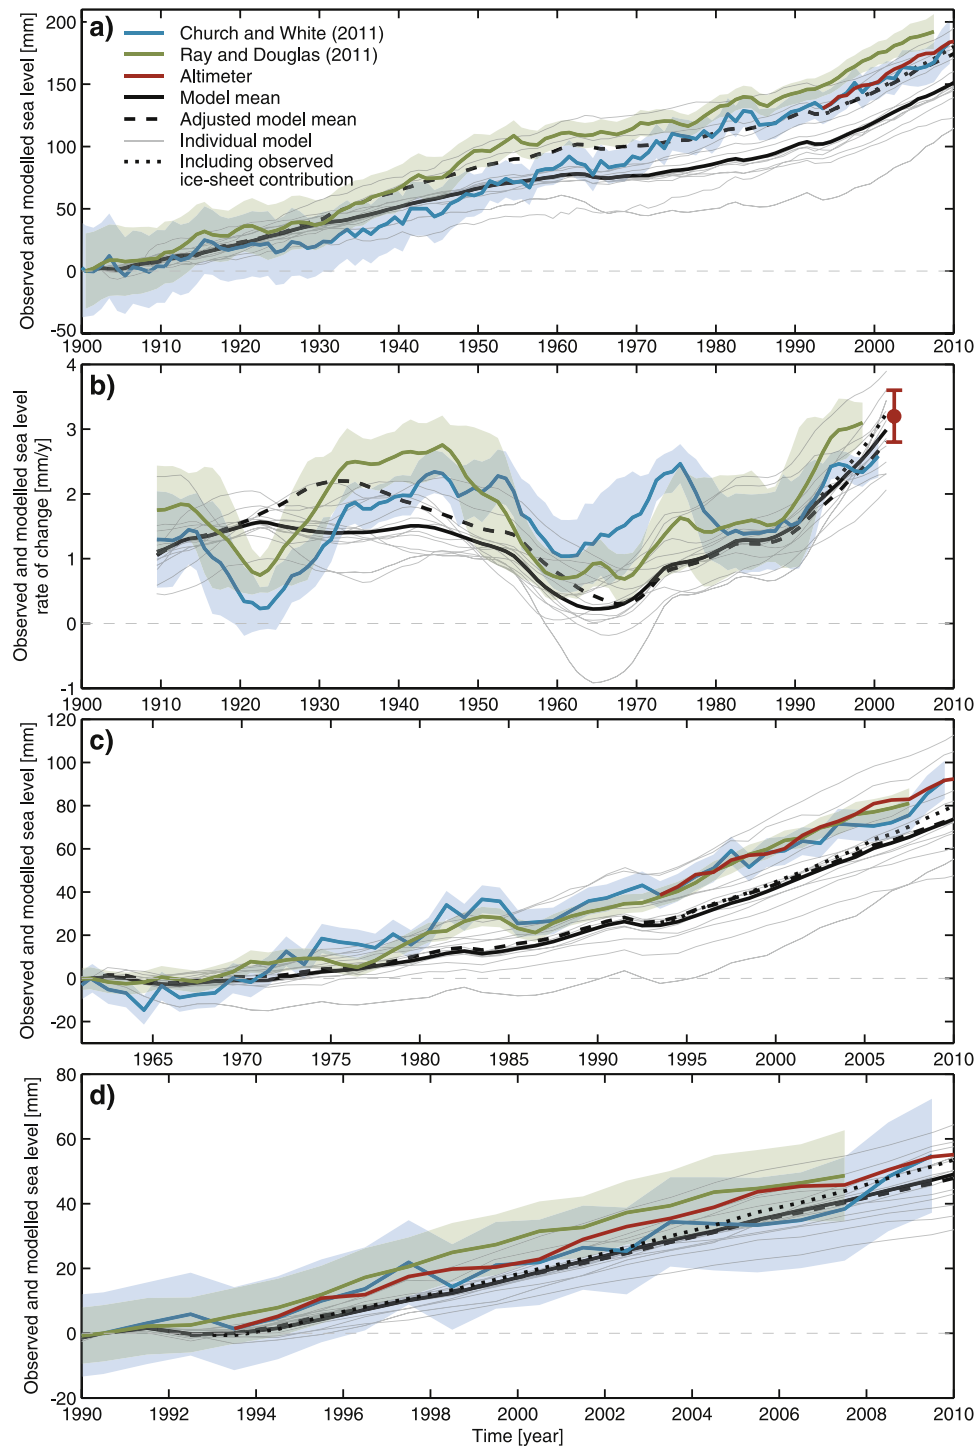 Observed and modelled sea level [mm]
a)
Church and White (2011)
Ray and Douglas (2011)
Altimeter
Model mean
Adjusted model mean
Individual model
Including observed
ice-sheet contribution
200
150
100
50
0
-50
1900 1910 1920 1930 1940 1950 1960 1970 1980 1990 2000 2010
Observed and modelled sea level
rate of change [mm/y]
b)
4
3
2
1
0
-1
1900 1910 1920 1930 1940 1950 1960 1970 1980 1990 2000 2010
Observed and modelled sea level [mm]
c)
120
100
80
60
40
20
0
-20
1965 1970 1975 1980 1985 1990 1995 2000 2005 2010
Observed and modelled sea level [mm]
d)
80
60
40
20
0
-20
1990 1992 1994 1996 1998 2000 2002 2004 2006 2008 2010
Time [year]